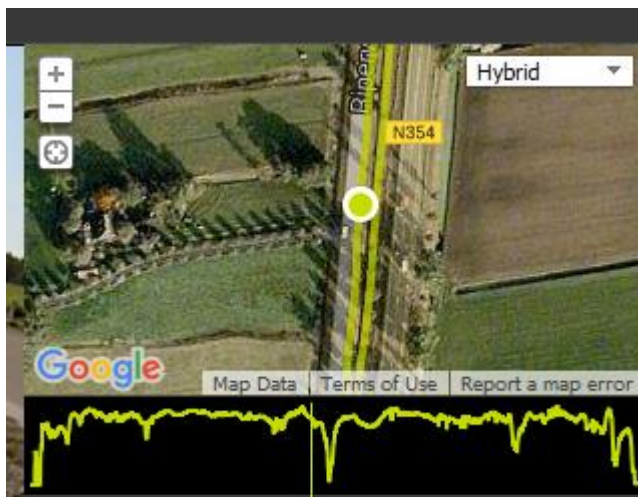 +
Hybrid
−
N354
Google
Map Data
Terms of Use
Report a map error